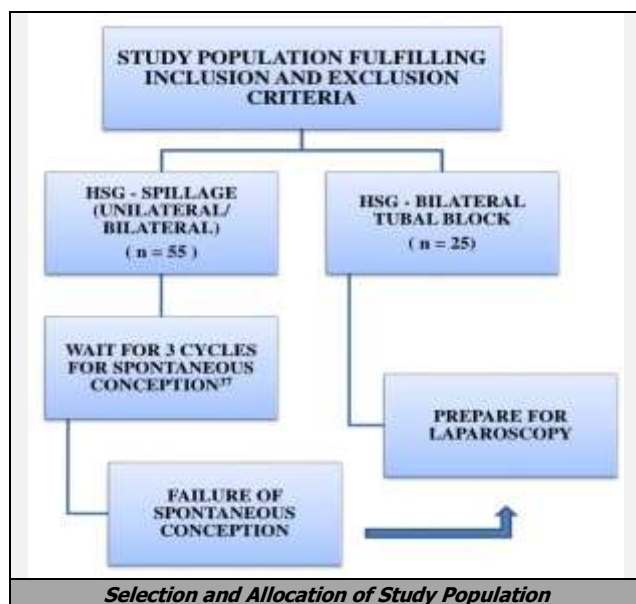 STUDY POPULATION FULFILLING
INCLUSION AND EXCLUSION
CRITERIA
HSG - SPILLAGE
(UNILATERAL/
BILATERAL)
( n = 55 )
HSG - BILATERAL
TUBAL BLOCK
( n = 25)
WAIT FOR 3 CYCLES
FOR SPONTANEOUS
CONCEPTION³⁷
PREPARE FOR
LAPAROSCOPY
FAILURE OF
SPONTANEOUS
CONCEPTION
Selection and Allocation of Study Population